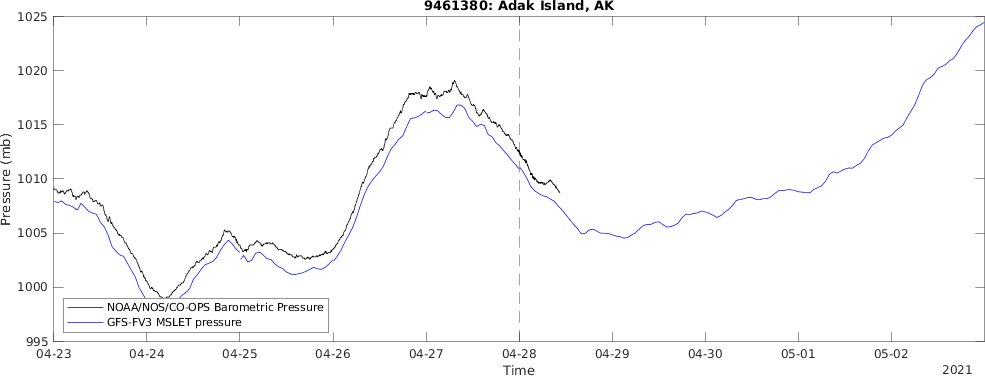 9461380: Adak Island, AK
Pressure (mb)
1025
1020
1015
1010
1005
1000
995
NOAA/NOS/CO-OPS Barometric Pressure
GFS-FV3 MSLET pressure
04-23 04-24 04-25 04-26 04-27 04-28 04-29 04-30 05-01 05-02
Time
2021